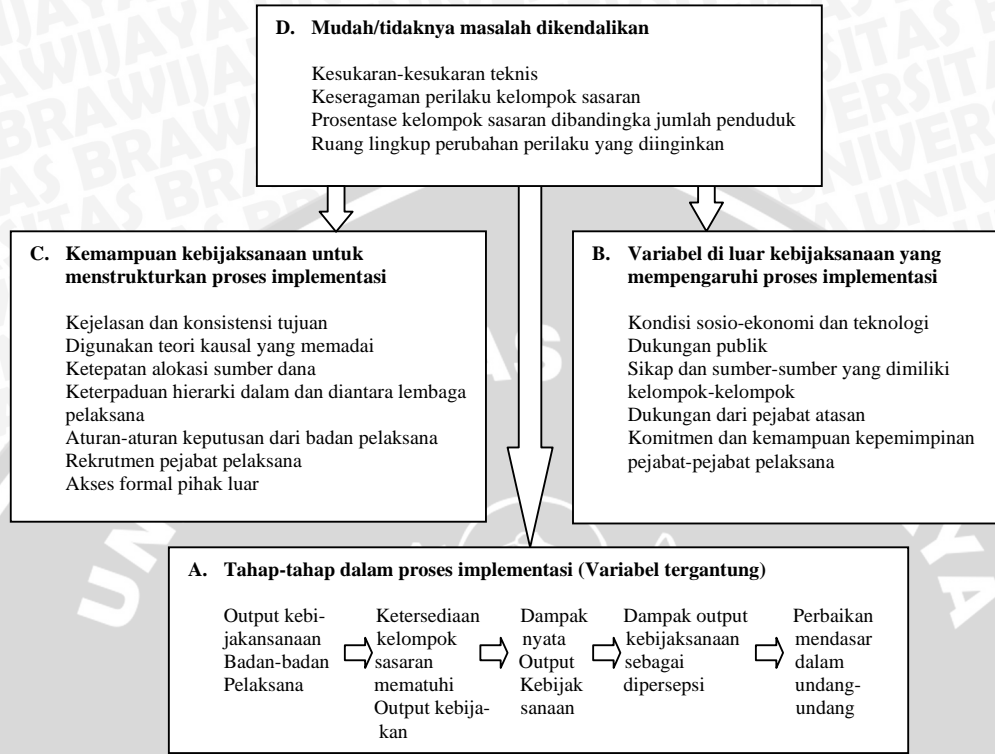 D. Mudah/tidaknya masalah dikendalikan
Kesukaran-kesukaran teknis
Keseragaman perilaku kelompok sasaran
Prosentase kelompok sasaran dibandingka jumlah penduduk
Ruang lingkup perubahan perilaku yang diinginkan
C. Kemampuan kebijaksanaan untuk
menstrukturkan proses implementasi
Kejelasan dan konsistensi tujuan
Digunakan teori kausal yang memadai
Ketepatan alokasi sumber dana
Keterpaduan hierarki dalam dan diantara lembaga
pelaksana
Aturan-aturan keputusan dari badan pelaksana
Rekrutmen pejabat pelaksana
Akses formal pihak luar
B. Variabel di luar kebijaksanaan yang
mempengaruhi proses implementasi
Kondisi sosio-ekonomi dan teknologi
Dukungan publik
Sikap dan sumber-sumber yang dimiliki
kelompok-kelompok
Dukungan dari pejabat atasan
Komitmen dan kemampuan kepemimpinan
pejabat-pejabat pelaksana
A. Tahap-tahap dalam proses implementasi (Variabel tergantung)
Output kebi-
jakansanaan
Badan-badan
Pelaksana
Ketersediaan
kelompok
sasaran
mematuhi
Output kebija-
kan
Dampak
nyata
Output
Kebijak
sanaan
Dampak output
kebijaksanaan
sebagai
dipersepsi
Perbaikan
mendasar
dalam
undang-
undang